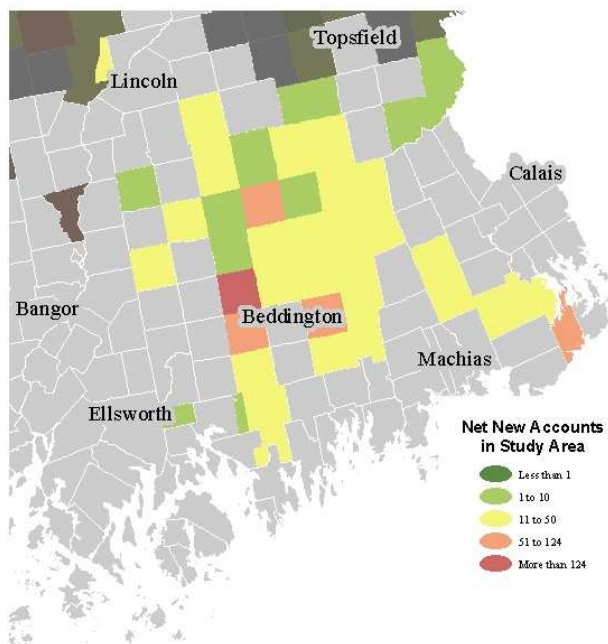 Topsfield
Lincoln
Calais
Bangor
Beddington
Machias
Ellsworth
Net New Accounts
in Study Area
Less than 1
1 to 10
11 to 50
51 to 124
More than 124